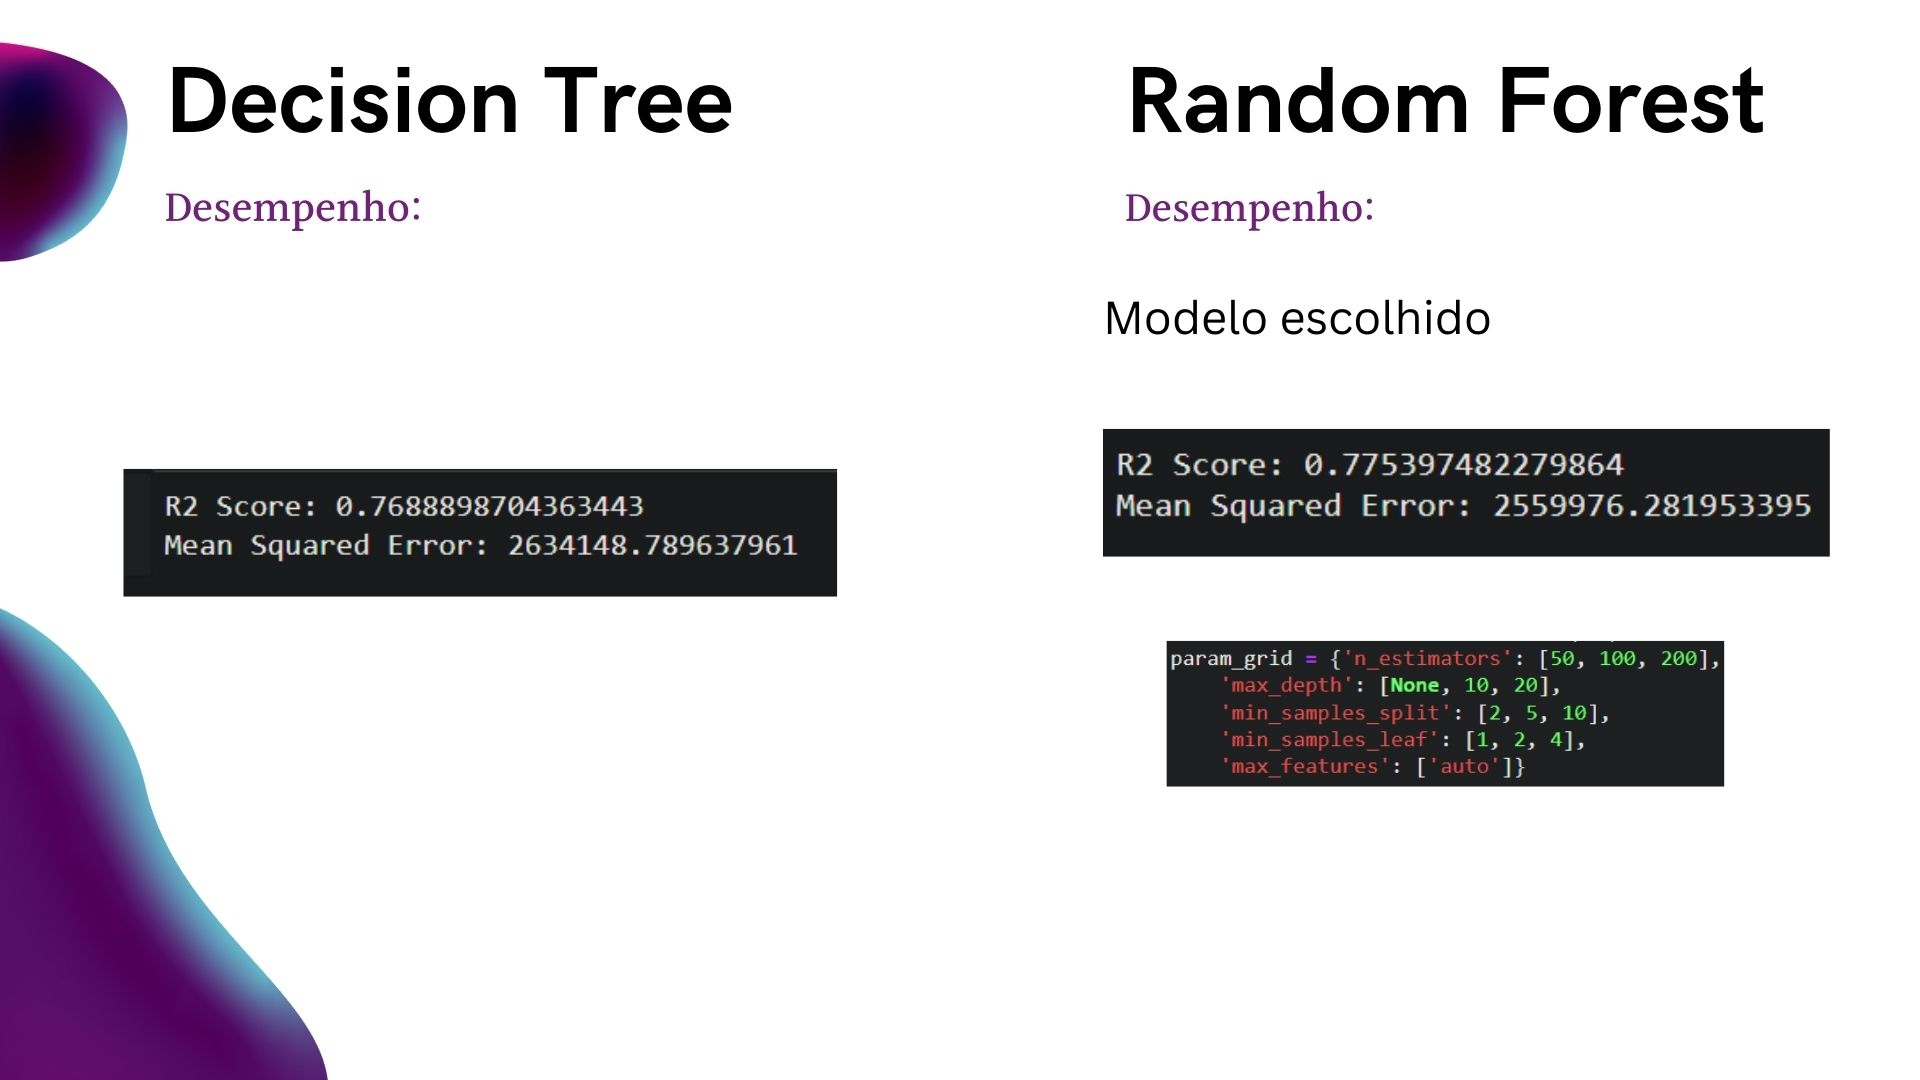 Decision Tree
Desempenho:
R2 Score: 0.7688898704363443
Mean Squared Error: 2634148.789637961
Random Forest
Desempenho:
Modelo escolhido
R2 Score: 0.775397482279864
Mean Squared Error: 2559976.281953395
param_grid = {'n_estimators': [50, 100, 200],
'max_depth': [None, 10, 20],
'min_samples_split': [2, 5, 10],
'min_samples_leaf': [1, 2, 4],
'max_features': ['auto']}